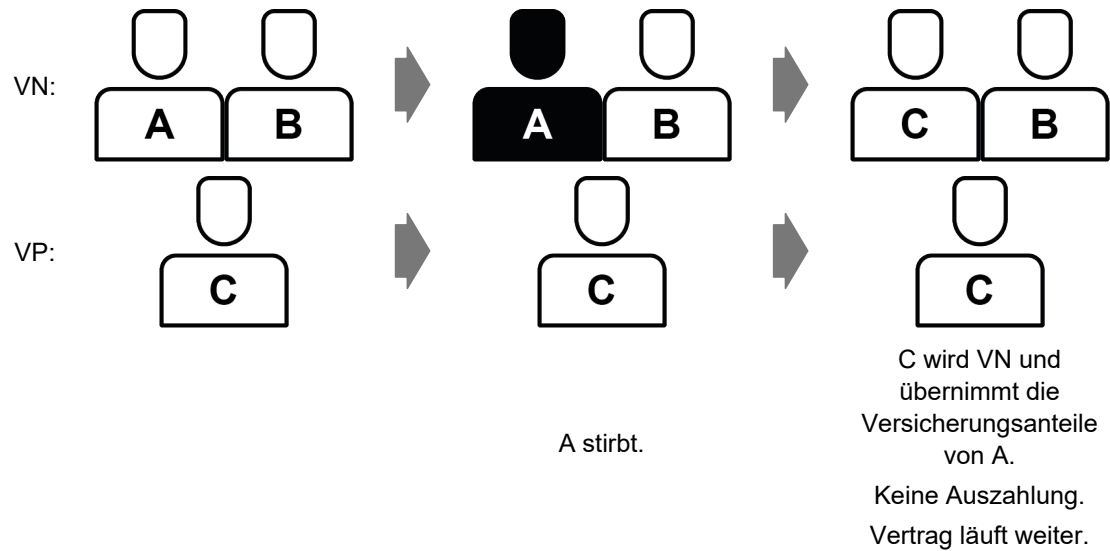 VN:
A B
A B
C B
VP:
C
C
C
A stirbt.
C wird VN und
übernimmt die
Versicherungsanteile
von A.
Keine Auszahlung.
Vertrag läuft weiter.